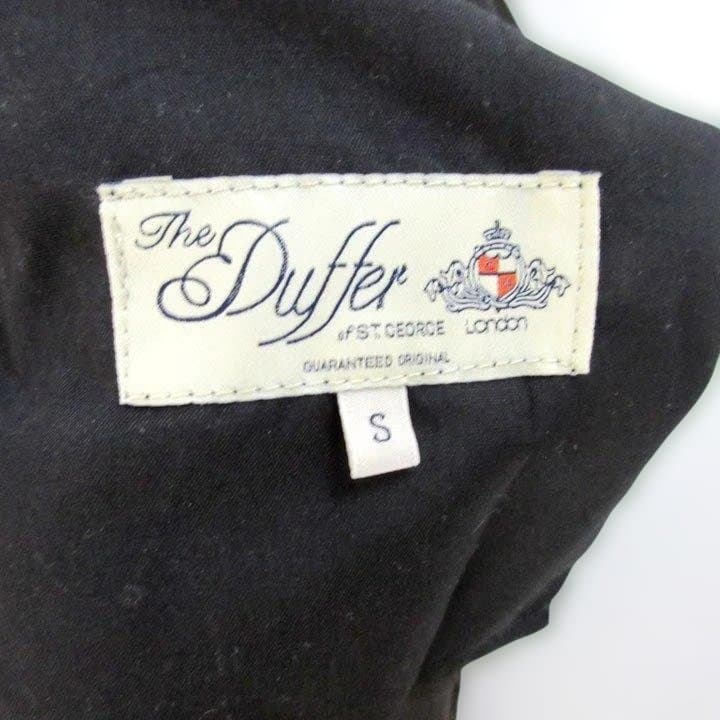 The Duffer
of ST. GEORGE London
GUARANTEED ORIGINAL
S